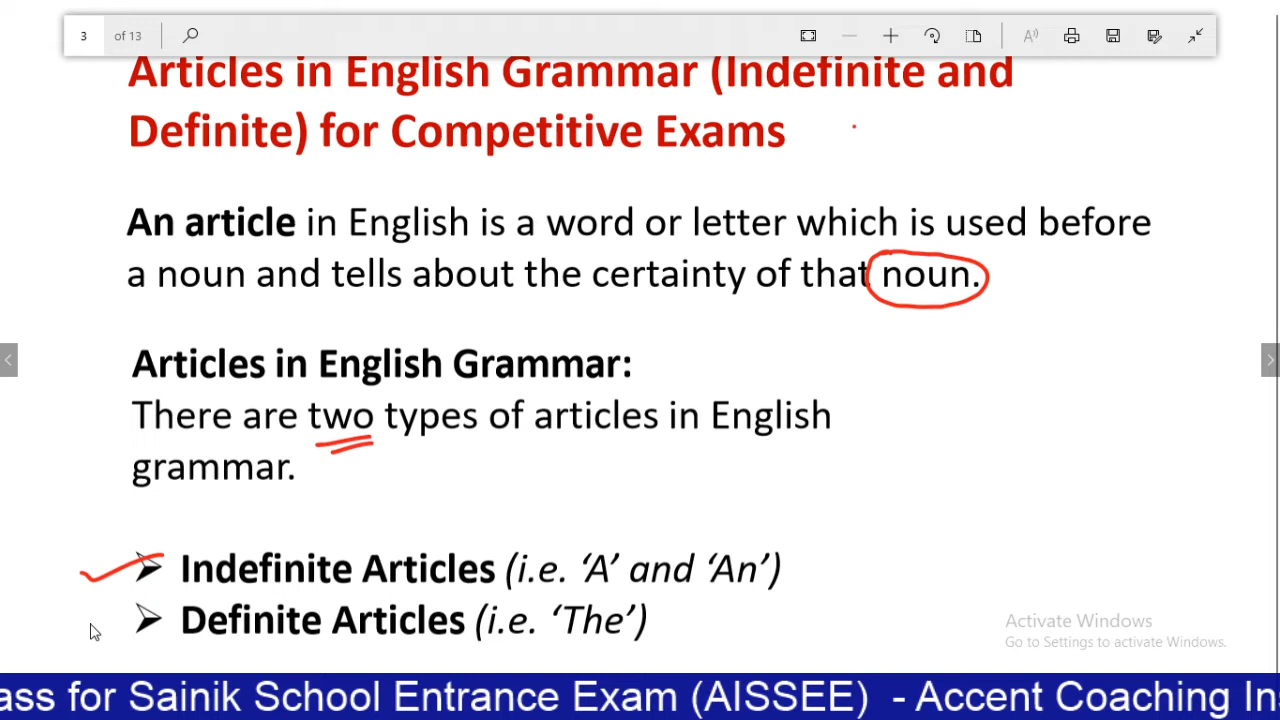 3 of 13
Articles in English Grammar (Indefinite and
Definite) for Competitive Exams
An article in English is a word or letter which is used before
a noun and tells about the certainty of that noun.
Articles in English Grammar:
There are two types of articles in English
grammar.
➢ Indefinite Articles (i.e. ‘A’ and ‘An’)
➢ Definite Articles (i.e. ‘The’)
Activate Windows
Go to Settings to activate Windows.
ass for Sainik School Entrance Exam (AISSEE) - Accent Coaching In